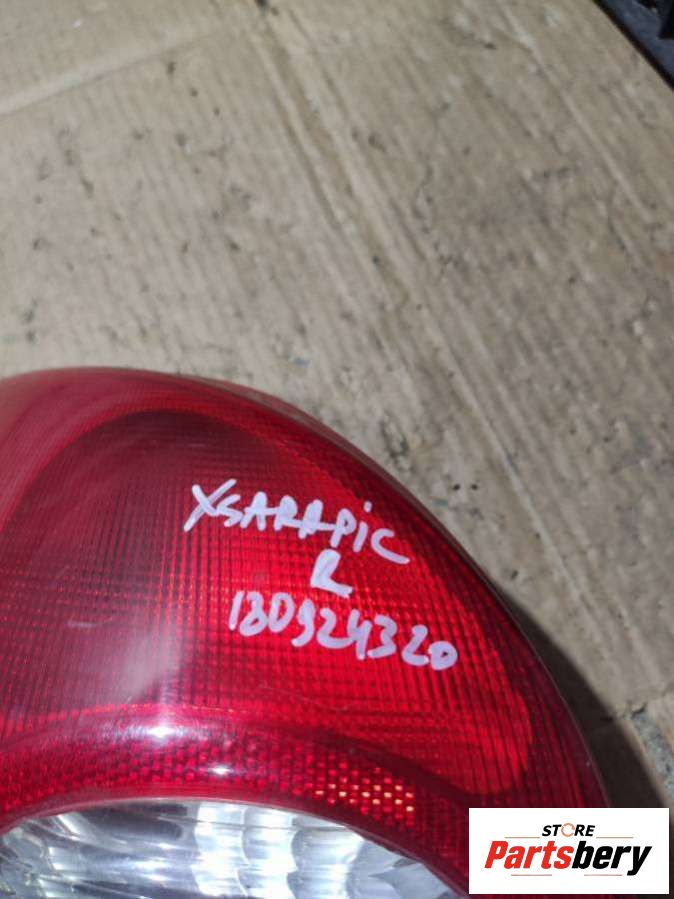 XSARAPIC
R
180924320
STORE
Partsbery